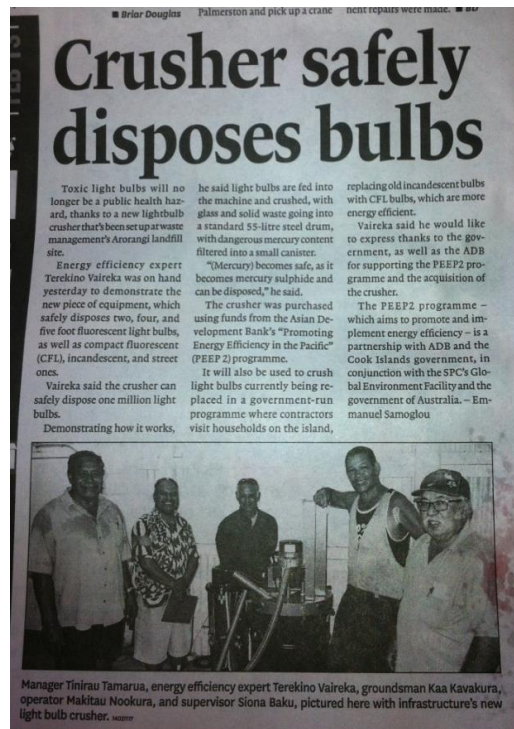 ■ Briar Douglas
Palmerston and pick up a crane
nent repairs were made. ■ BD
Crusher safely
disposes bulbs
Toxic light bulbs will no
longer be a public health haz-
ard, thanks to a new lightbulb
crusher that's been set up at waste
management's Arorangi landfill
site.
Energy efficiency expert
Terekino Vaireka was on hand
yesterday to demonstrate the
new piece of equipment, which
safely disposes two, four, and
five foot fluorescent light bulbs,
as well as compact fluorescent
(CFL), incandescent, and street
ones.
Vaireka said the crusher can
safely dispose one million light
bulbs.
Demonstrating how it works,
he said light bulbs are fed into
the machine and crushed, with
glass and solid waste going into
a standard 55-litre steel drum,
with dangerous mercury content
filtered into a small canister.
"(Mercury) becomes safe, as it
becomes mercury sulphide and
can be disposed," he said.
The crusher was purchased
using funds from the Asian De-
velopment Bank's "Promoting
Energy Efficiency in the Pacific"
(PEEP 2) programme.
It will also be used to crush
light bulbs currently being re-
placed in a government-run
programme where contractors
visit households on the island,
replacing old incandescent bulbs
with CFL bulbs, which are more
energy efficient.
Vaireka said he would like
to express thanks to the gov-
ernment, as well as the ADB
for supporting the PEEP2 pro-
gramme and the acquisition of
the crusher.
The PEEP2 programme –
which aims to promote and im-
plement energy efficiency – is a
partnership with ADB and the
Cook Islands government, in
conjunction with the SPC's Glo-
bal Environment Facility and the
government of Australia. – Em-
manuel Samoglou
Manager Tinirau Tamarua, energy efficiency expert Terekino Vaireka, groundsman Kaa Kavakura,
operator Makitau Nookura, and supervisor Siona Baku, pictured here with infrastructure's new
light bulb crusher.